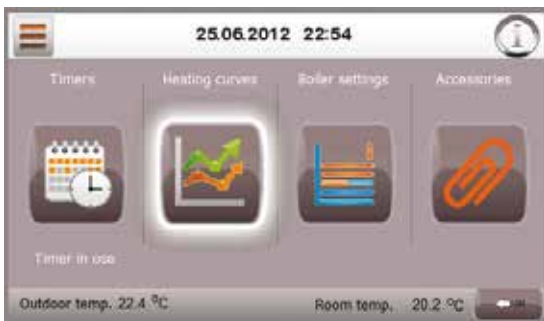 25.06.2012 22:54
Timers Heating curves Boiler settings Accessories
Timer in use
Outdoor temp. 22.4 °C Room temp. 20.2 °C